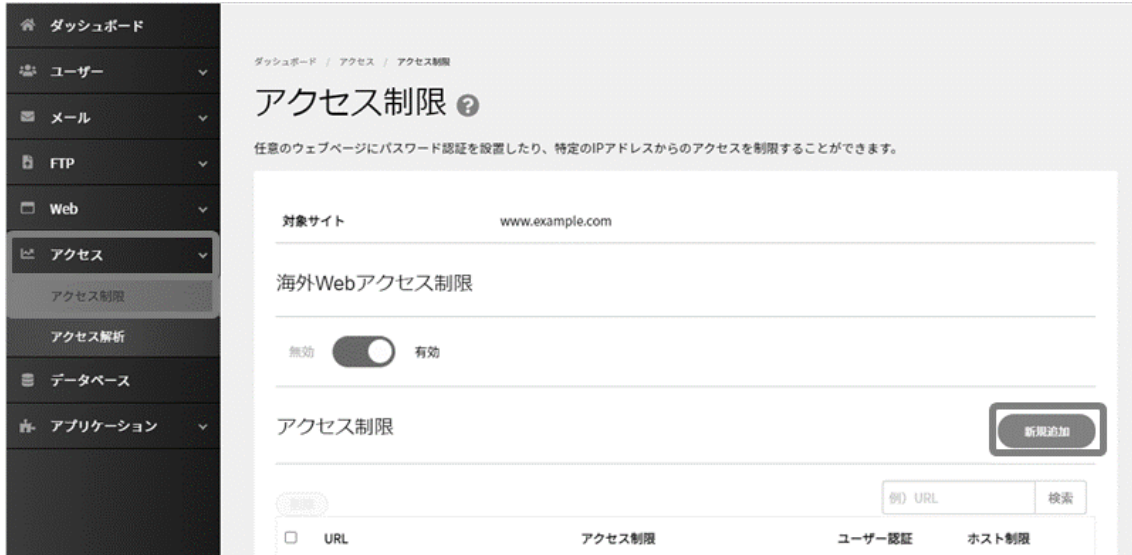 ダッシュボード
ユーザー
メール
FTP
Web
アクセス
アクセス制限
アクセス解析
データベース
アプリケーション
ダッシュボード / アクセス / アクセス制限
アクセス制限 ?
任意のウェブページにパスワード認証を設置したり、特定のIPアドレスからのアクセスを制限することができます。
対象サイト www.example.com
海外Webアクセス制限
無効 有効
アクセス制限 新規追加
削除 例）URL 検索
URL アクセス制限 ユーザー認証 ホスト制限